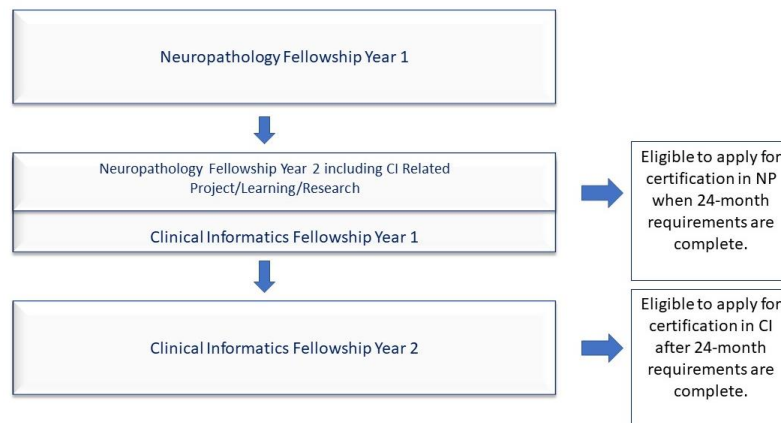 Neuropathology Fellowship Year 1
Neuropathology Fellowship Year 2 including CI Related
Project/Learning/Research
Clinical Informatics Fellowship Year 1
Eligible to apply for
certification in NP
when 24-month
requirements are
complete.
Clinical Informatics Fellowship Year 2
Eligible to apply for
certification in CI
after 24-month
requirements are
complete.